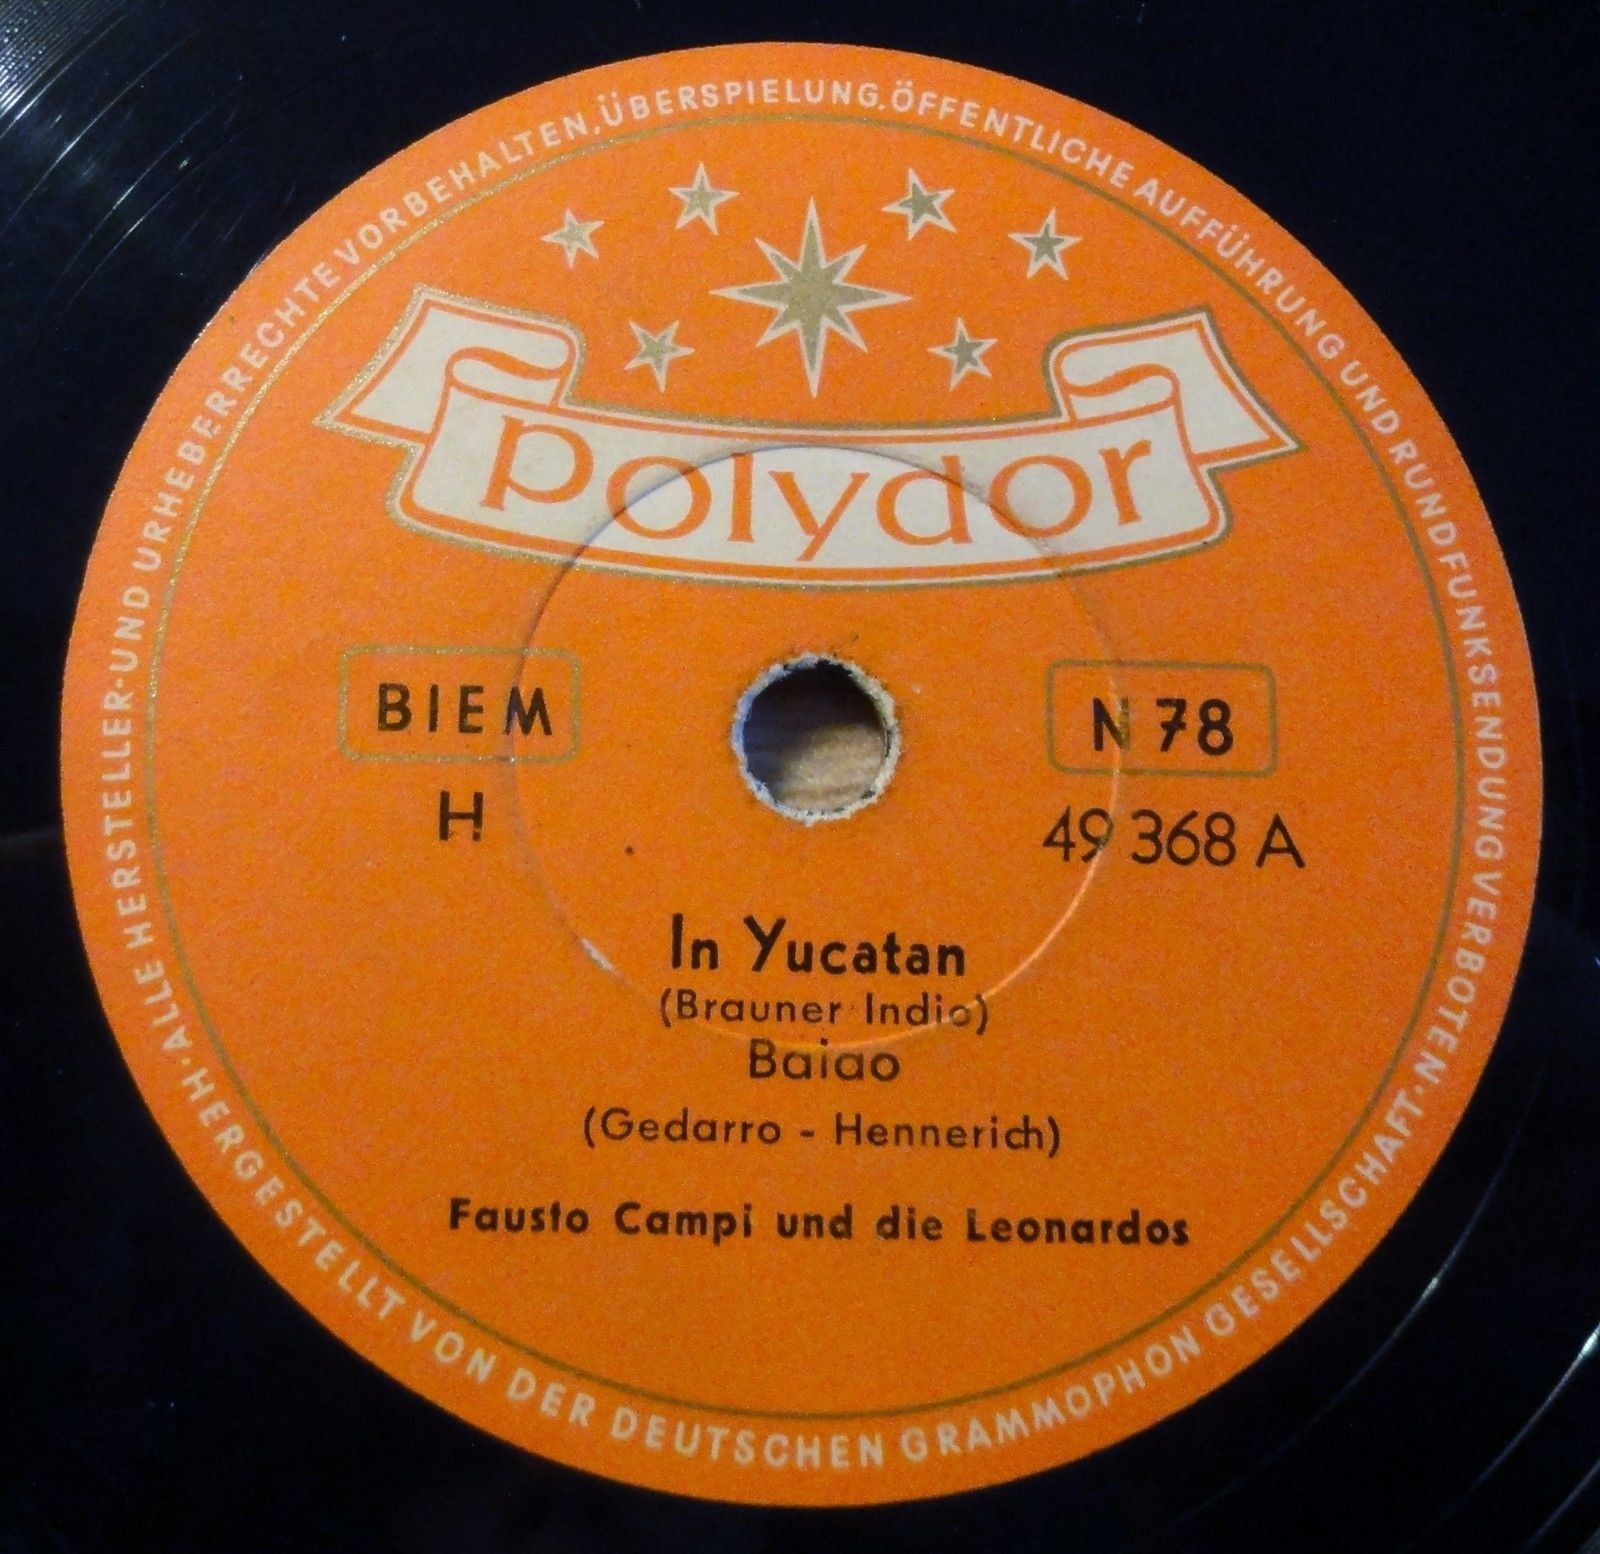 ·ALLE HERSTELLER-UND URHEBERRECHTE VORBEHALTEN, ÜBERSPIELUNG, ÖFFENTLICHE AUFFÜHRUNG UND RUNDFUNKSENDUNG VERBOTEN·
polydor
BIEM
N 78
H
49 368 A
In Yucatan
(Brauner Indio)
Baiao
(Gedarro - Hennerich)
Fausto Campi und die Leonardos
HERGESTELLT VON DER DEUTSCHEN GRAMMOPHON GESELLSCHAFT·N